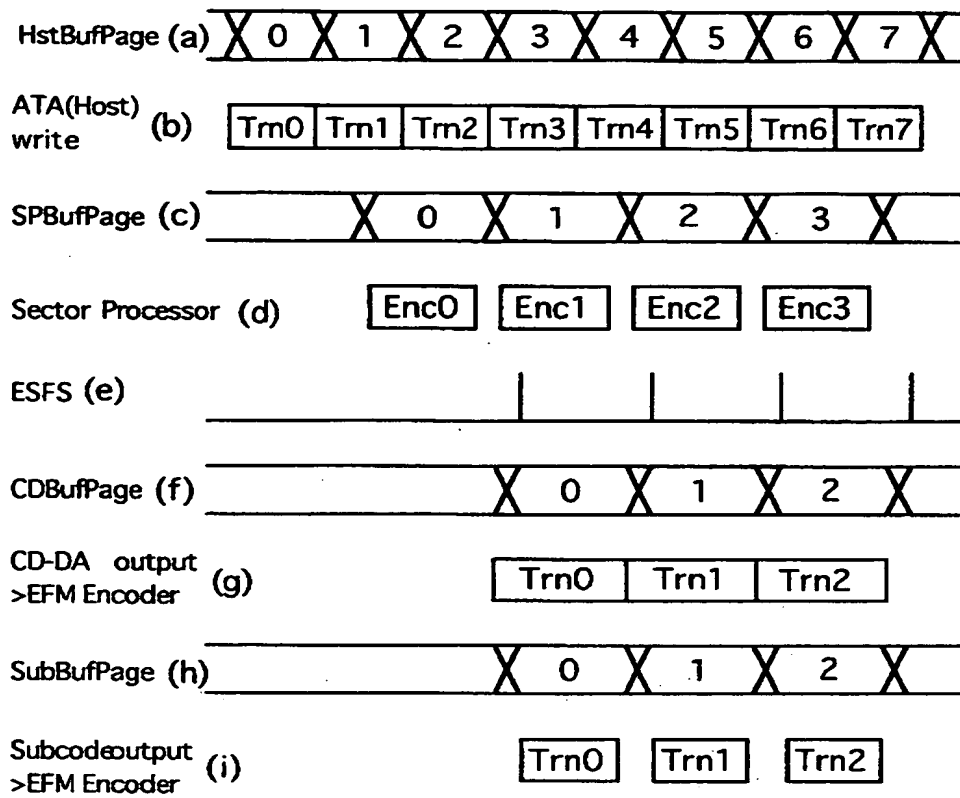 HstBufPage (a) 0 1 2 3 4 5 6 7
ATA(Host)
write (b) Trn0 Trn1 Trn2 Trn3 Trn4 Trn5 Trn6 Trn7
SPBufPage (c) 0 1 2 3
Sector Processor (d) Enc0 Enc1 Enc2 Enc3
ESFS (e)
CDBufPage (f) 0 1 2
CD-DA output
>EFM Encoder (g) Trn0 Trn1 Trn2
SubBufPage (h) 0 1 2
Subcodeoutput
>EFM Encoder (i) Trn0 Trn1 Trn2